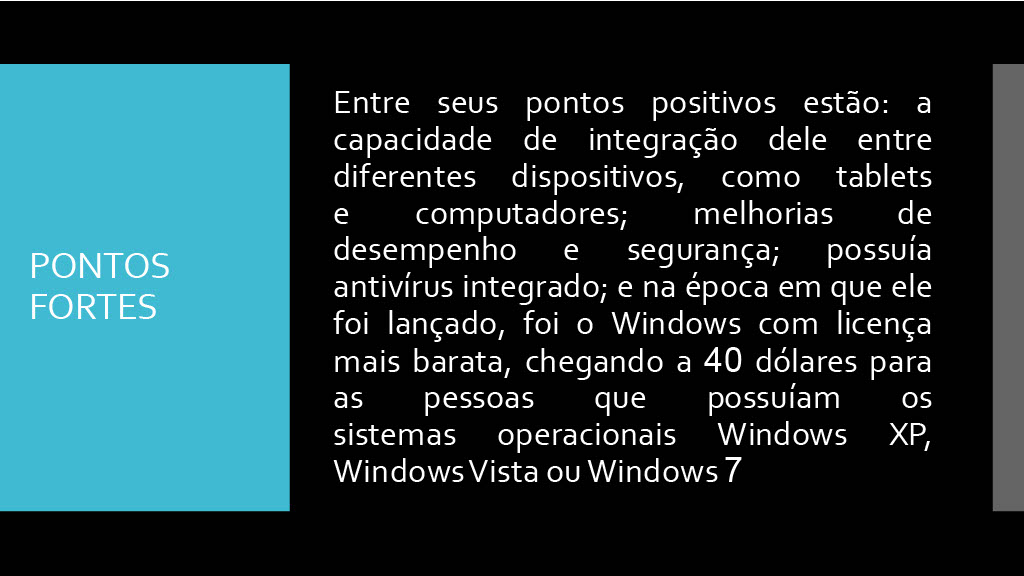 PONTOS
FORTES
Entre seus pontos positivos estão: a
capacidade de integração dele entre
diferentes dispositivos, como tablets
e computadores; melhorias de
desempenho e segurança; possuía
antivírus integrado; e na época em que ele
foi lançado, foi o Windows com licença
mais barata, chegando a 40 dólares para
as pessoas que possuíam os
sistemas operacionais Windows XP,
Windows Vista ou Windows 7